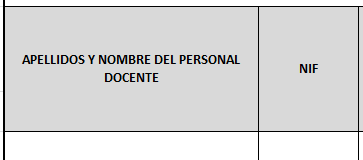 APELLIDOS Y NOMBRE DEL PERSONAL
DOCENTE
NIF